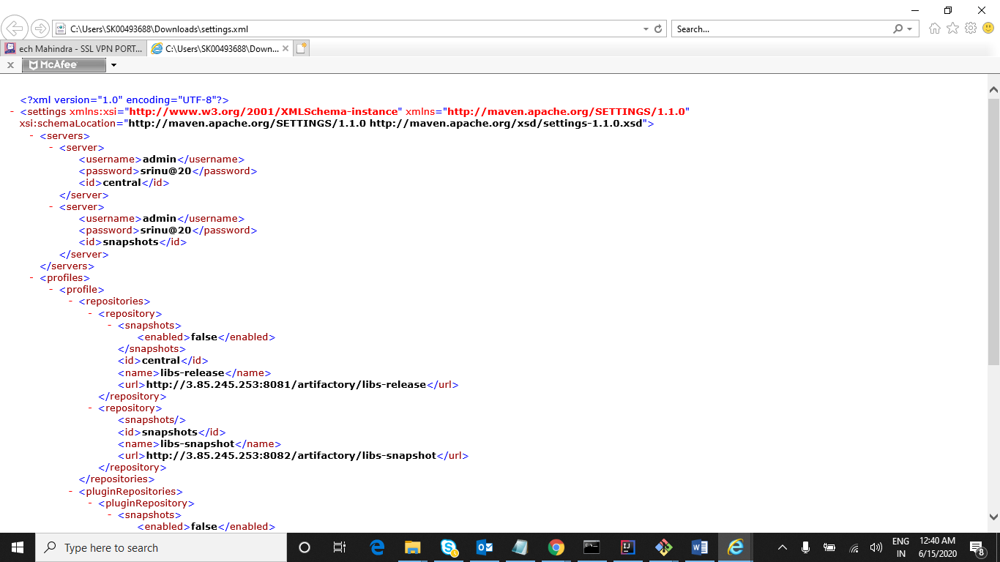 C:\Users\SK00493688\Downloads\settings.xml
Search...
ech Mahindra - SSL VPN PORT...
C:\Users\SK00493688\Down...
x McAfee
<?xml version="1.0" encoding="UTF-8"?>
- <settings xmlns:xsi="http://www.w3.org/2001/XMLSchema-instance" xmlns="http://maven.apache.org/SETTINGS/1.1.0"
xsi:schemaLocation="http://maven.apache.org/SETTINGS/1.1.0 http://maven.apache.org/xsd/settings-1.1.0.xsd">
- <servers>
- <server>
<username>admin</username>
<password>srinu@20</password>
<id>central</id>
</server>
- <server>
<username>admin</username>
<password>srinu@20</password>
<id>snapshots</id>
</server>
</servers>
- <profiles>
- <profile>
- <repositories>
- <repository>
- <snapshots>
<enabled>false</enabled>
</snapshots>
<id>central</id>
<name>libs-release</name>
<url>http://3.85.245.253:8081/artifactory/libs-release</url>
</repository>
- <repository>
<snapshots/>
<id>snapshots</id>
<name>libs-snapshot</name>
<url>http://3.85.245.253:8082/artifactory/libs-snapshot</url>
</repository>
</repositories>
- <pluginRepositories>
- <pluginRepository>
- <snapshots>
<enabled>false</enabled>
Type here to search
ENG
IN
12:40 AM
6/15/2020
8